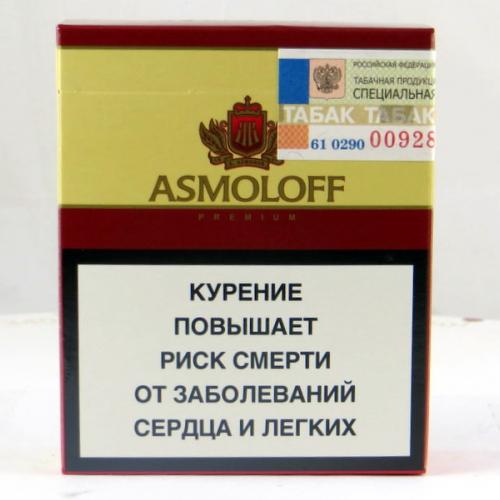 РОССИЙСКАЯ ФЕДЕРАЦИЯ
ТАБАЧНАЯ ПРОДУКЦ
СПЕЦИАЛЬНАЯ
ТАБАК ТАБАК
61 0290 00928
ASMOLOFF
PREMIUM
КУРЕНИЕ
ПОВЫШАЕТ
РИСК СМЕРТИ
ОТ ЗАБОЛЕВАНИЙ
СЕРДЦА И ЛЕГКИХ